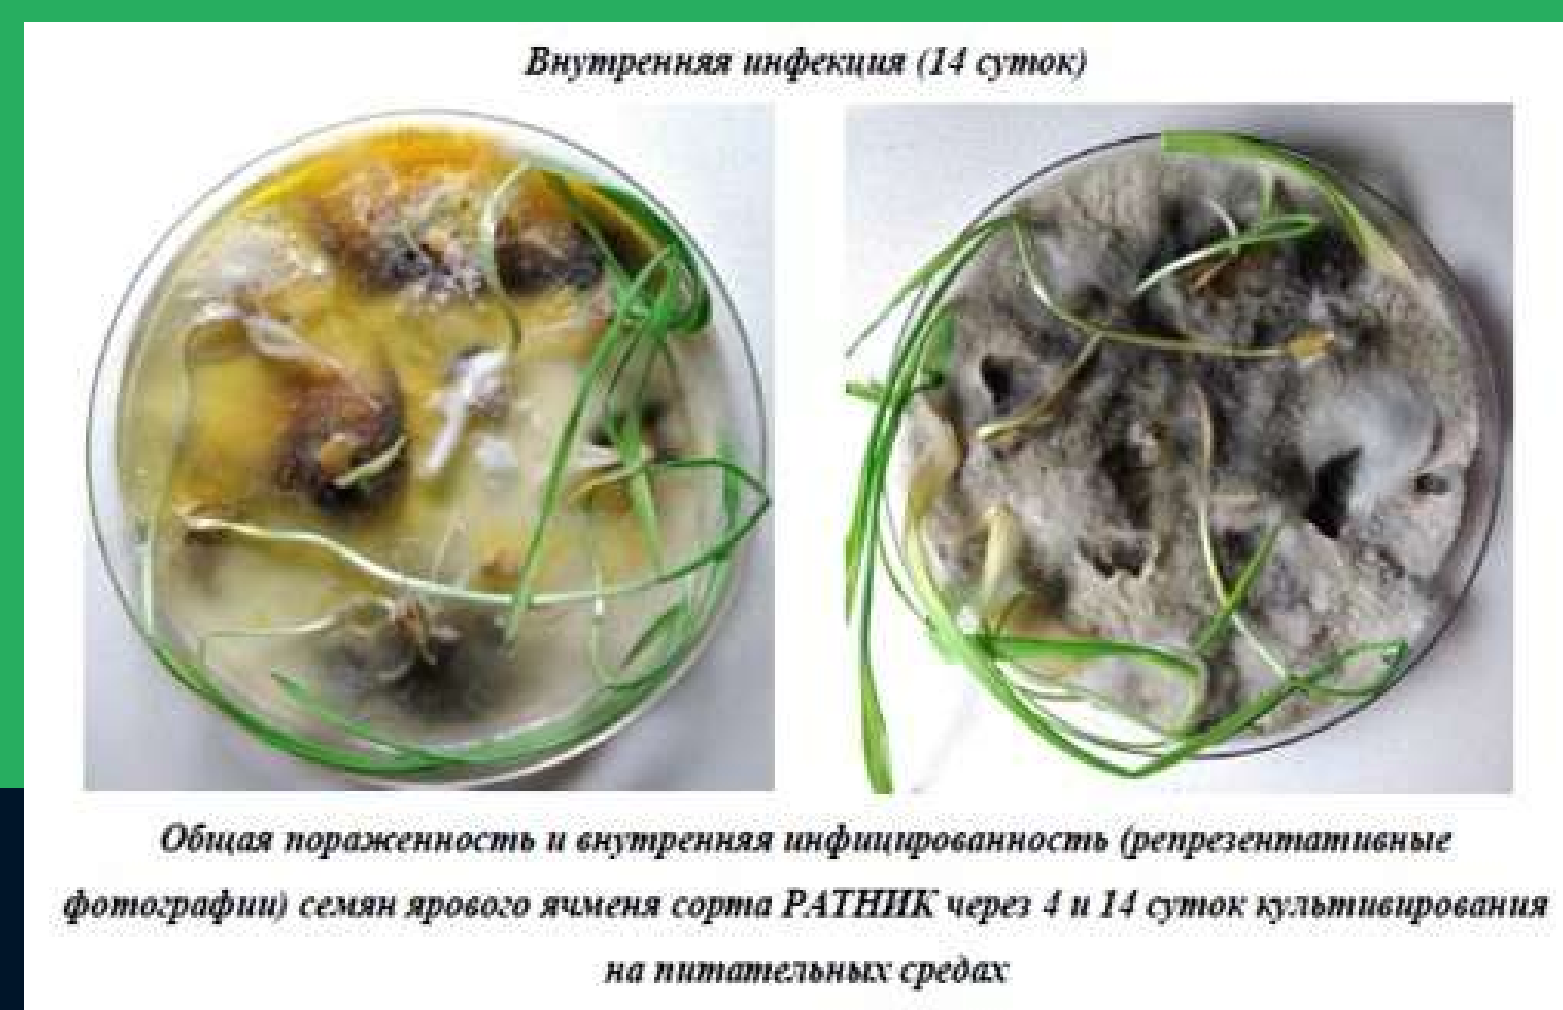 Внутренняя инфекция (14 суток)
Общая пораженность и внутренняя инфицированность (репрезентативные
фотографии) семян ярового ячменя сорта РАТНИК через 4 и 14 суток культивирования
на питательных средах